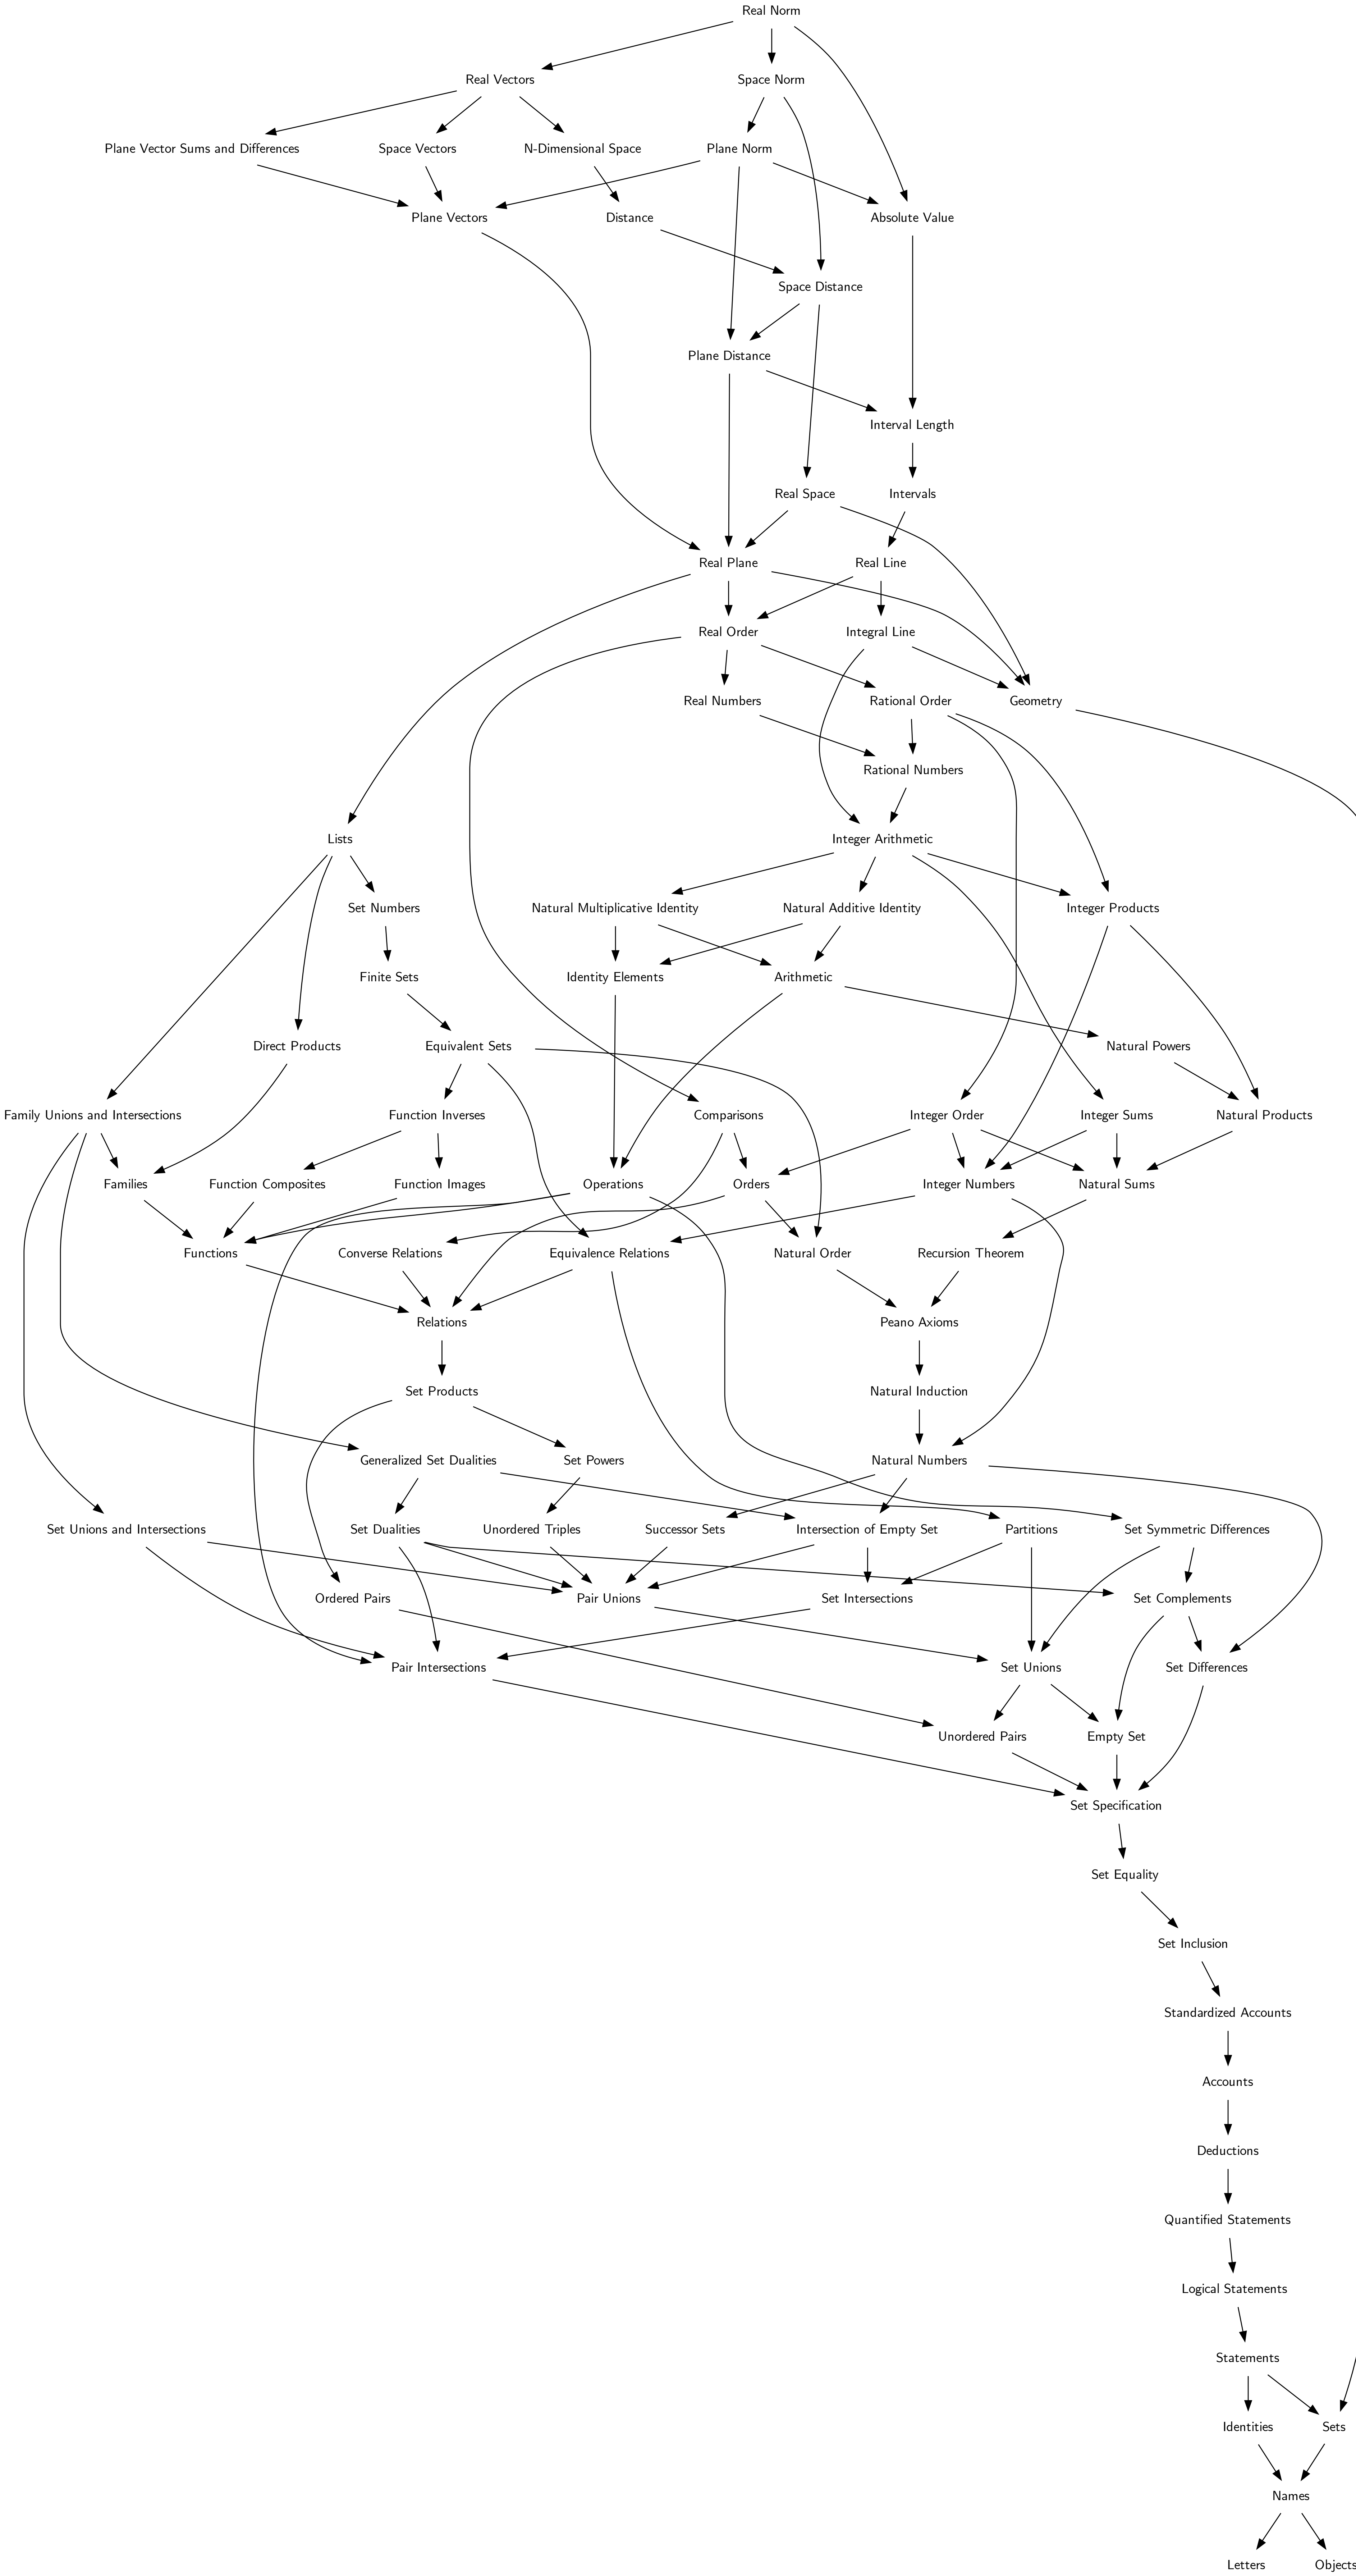 Real Norm
Real Vectors
Space Norm
Plane Vector Sums and Differences
Space Vectors
N-Dimensional Space
Plane Norm
Plane Vectors
Distance
Absolute Value
Space Distance
Plane Distance
Interval Length
Real Space
Intervals
Real Plane
Real Line
Real Order
Integral Line
Real Numbers
Rational Order
Geometry
Rational Numbers
Lists
Integer Arithmetic
Set Numbers
Natural Multiplicative Identity
Natural Additive Identity
Integer Products
Finite Sets
Identity Elements
Arithmetic
Direct Products
Equivalent Sets
Natural Powers
Family Unions and Intersections
Function Inverses
Comparisons
Integer Order
Integer Sums
Natural Products
Families
Function Composites
Function Images
Operations
Orders
Integer Numbers
Natural Sums
Functions
Converse Relations
Equivalence Relations
Natural Order
Recursion Theorem
Relations
Peano Axioms
Set Products
Natural Induction
Generalized Set Dualities
Set Powers
Natural Numbers
Set Unions and Intersections
Set Dualities
Unordered Triples
Successor Sets
Intersection of Empty Set
Partitions
Set Symmetric Differences
Ordered Pairs
Pair Unions
Set Intersections
Set Complements
Pair Intersections
Set Unions
Set Differences
Unordered Pairs
Empty Set
Set Specification
Set Equality
Set Inclusion
Standardized Accounts
Accounts
Deductions
Quantified Statements
Logical Statements
Statements
Identities
Sets
Names
Letters
Objects